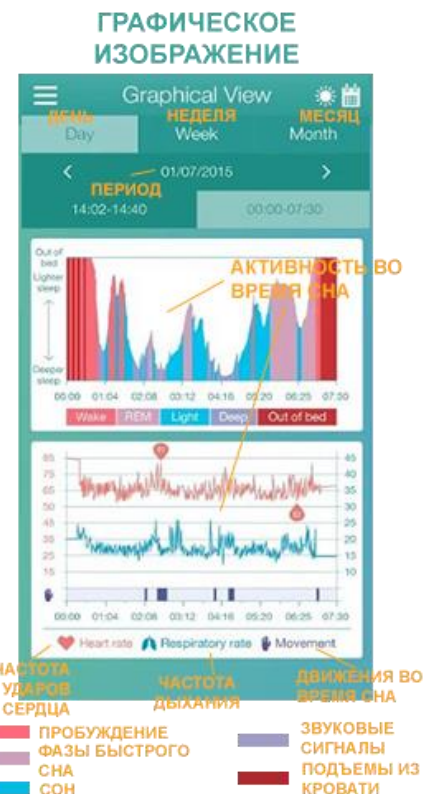 ГРАФИЧЕСКОЕ
ИЗОБРАЖЕНИЕ
Graphical View
ДЕНЬ НЕДЕЛЯ МЕСЯЦ
Day Week Month
< 01/07/2015 >
ПЕРИОД
14:02-14:40 00:00-07:30
Out of
bed
Lighter
sleep
Deeper
sleep
АКТИВНОСТЬ ВО
ВРЕМЯ СНА
00:00 01:04 02:08 03:12 04:16 05:20 06:25 07:30
Wake REM Light Deep Out of bed
85 45
75 40
65 35
55 30
45 25
35 20
25 15
15 10
00:00 01:04 02:08 03:12 04:16 05:20 06:25 07:30
Heart rate Respiratory rate Movement
ЧАСТОТА
УДАРОВ
СЕРДЦА
ЧАСТОТА
ДЫХАНИЯ
ДВИЖЕНИЯ ВО
ВРЕМЯ СНА
ПРОБУЖДЕНИЕ
ФАЗЫ БЫСТРОГО
СНА
СОН
ЗВУКОВЫЕ
СИГНАЛЫ
ПОДЪЕМЫ ИЗ
КРОВАТИ